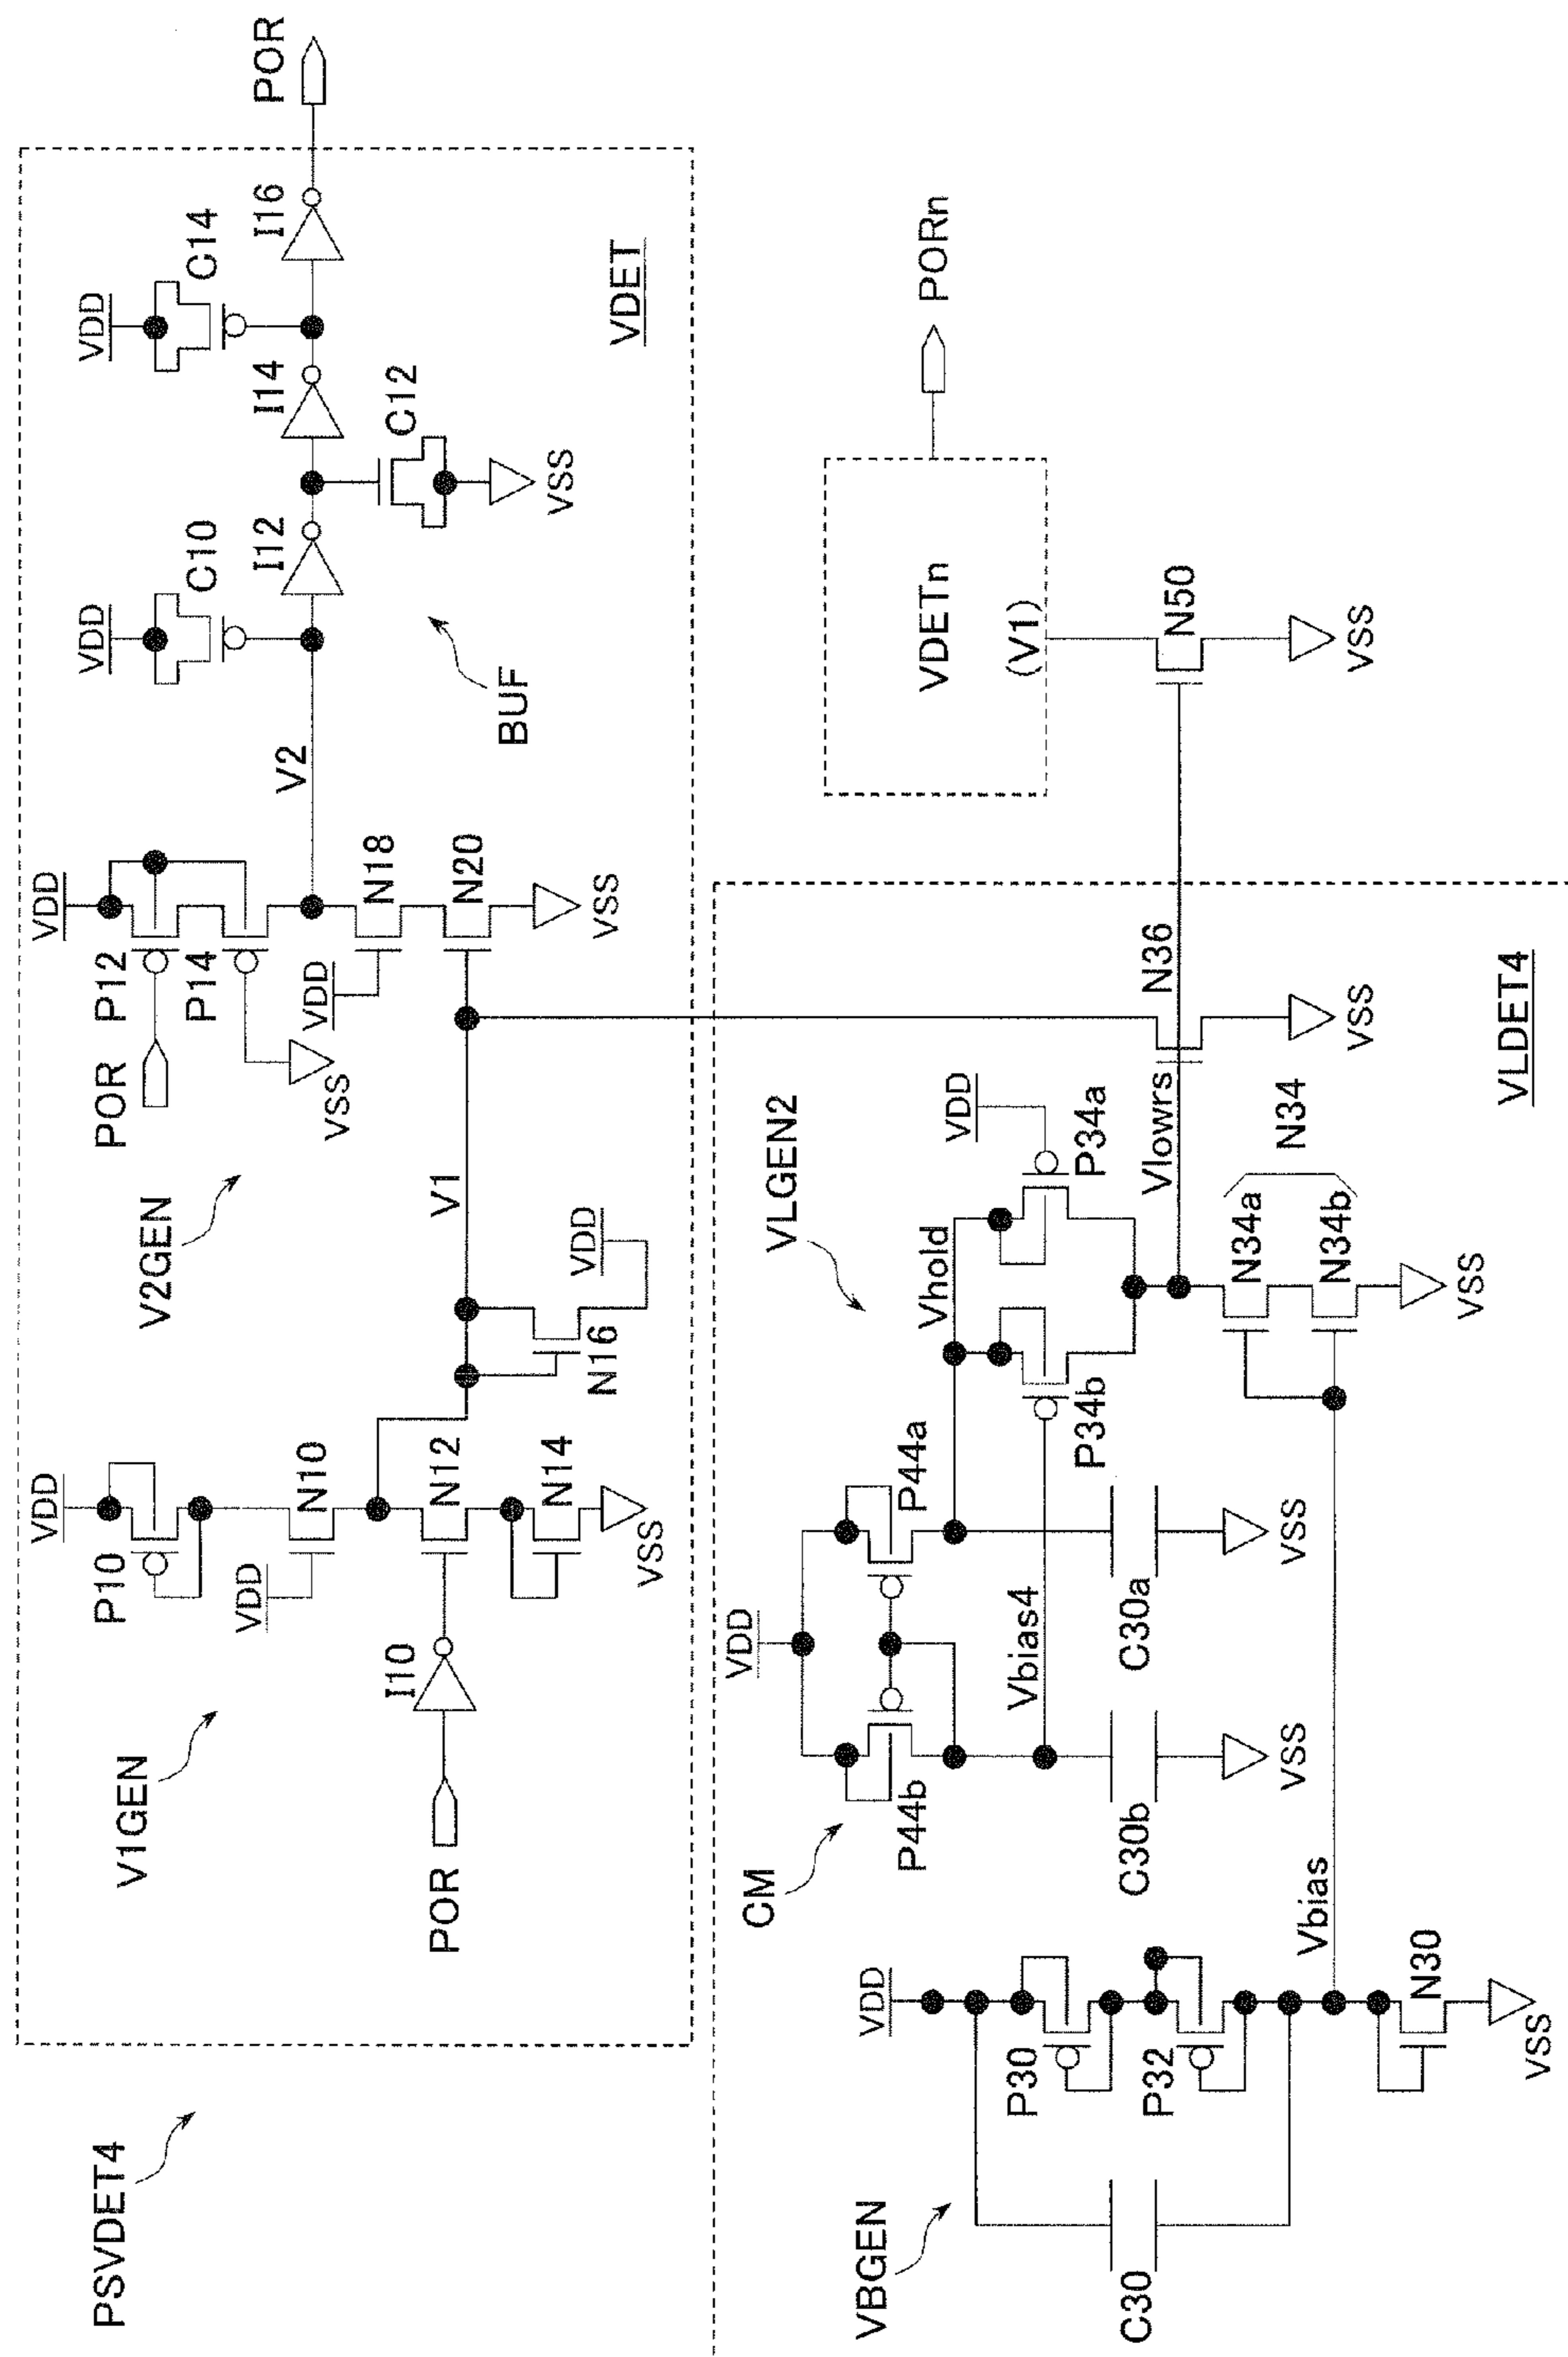 PSVDET4
V1GEN
V2GEN
VDD
P10
VDD
N10
N12
N14
VSS
I10
POR
N16
VDD
V1
VDD
P12
POR
P14
VSS
VDD
N18
N20
VSS
V2
VDD
C10
I12
BUF
C12
VSS
I14
VDD
C14
I16
POR
VDET
VBGEN
C30
VDD
P30
P32
Vbias
N30
VSS
CM
VDD
P44b
P44a
C30b
VSS
C30a
VSS
Vbias4
VLGEN2
Vhold
P34b
VDD
P34a
Vlowrs
N34a
N34b
N34
VSS
N36
VSS
VLDET4
VDETn
(V1)
PORn
N50
VSS